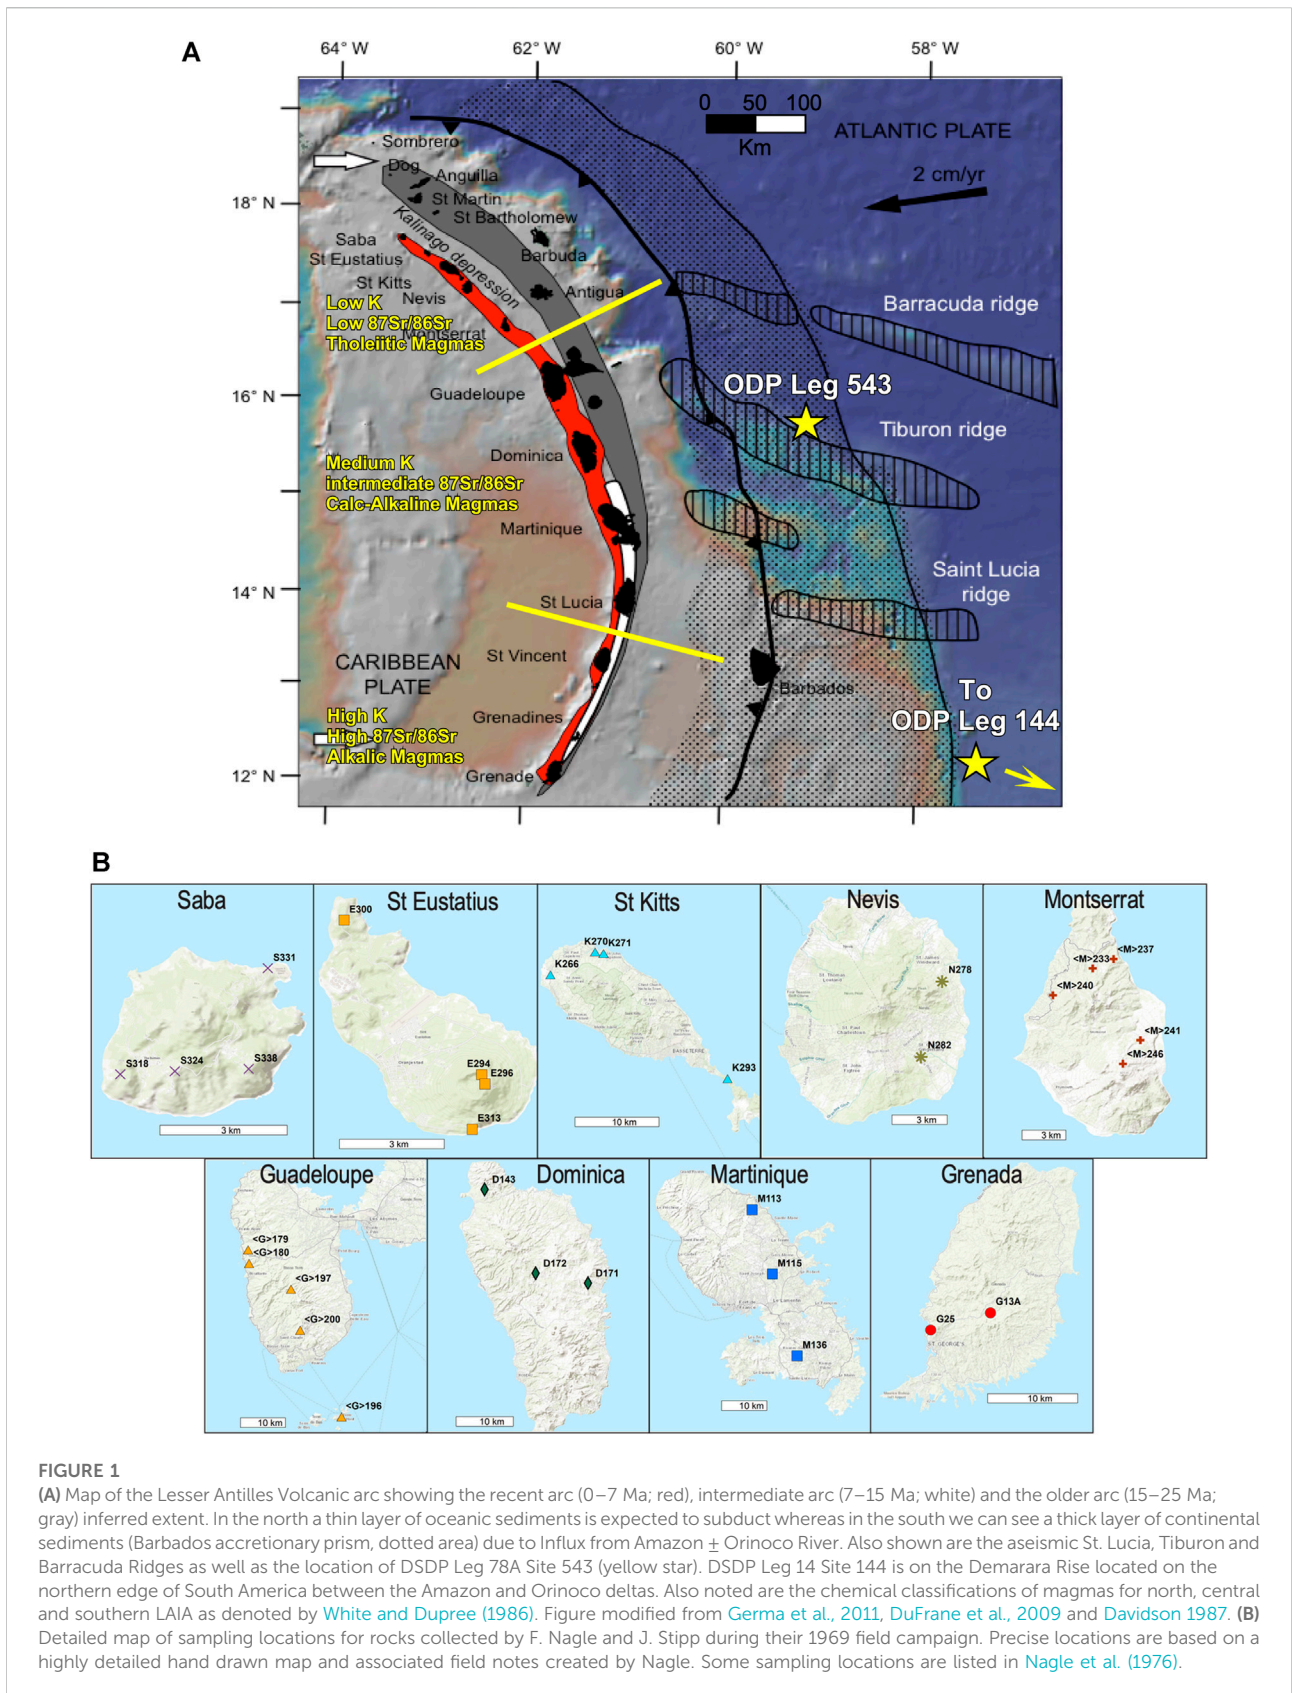 A
64° W
62° W
60° W
58° W
0 50 100
Km
ATLANTIC PLATE
2 cm/yr
Sombrero
Dog
Anguilla
18° N
St Martin
St Bartholomew
Kalinago depression
Saba
St Eustatius
Barbuda
St Kitts
Nevis
Antigua
Low K
Low 87Sr/86Sr
Montserrat
Tholeiitic Magmas
Barracuda ridge
16° N
Guadeloupe
ODP Leg 543
Tiburon ridge
Dominica
Medium K
intermediate 87Sr/86Sr
Calc-Alkaline Magmas
Martinique
14° N
St Lucia
Saint Lucia
ridge
St Vincent
CARIBBEAN
PLATE
Barbados
Grenadines
High K
High 87Sr/86Sr
Alkalic Magmas
To
ODP Leg 144
12° N
Grenade
B
Saba
S331
S318
S324
S338
3 km
St Eustatius
E300
E294
E296
E313
3 km
St Kitts
K270
K271
K266
BASSETERRE
K293
10 km
Nevis
N278
N282
3 km
Montserrat
<M>237
<M>233
<M>240
<M>241
<M>246
3 km
Guadeloupe
<G>179
<G>180
<G>197
<G>200
<G>196
10 km
Dominica
D143
D172
D171
10 km
Martinique
M113
M115
M136
10 km
Grenada
G13A
G25
ST. GEORGE'S
10 km
FIGURE 1
(A) Map of the Lesser Antilles Volcanic arc showing the recent arc (0–7 Ma; red), intermediate arc (7–15 Ma; white) and the older arc (15–25 Ma;
gray) inferred extent. In the north a thin layer of oceanic sediments is expected to subduct whereas in the south we can see a thick layer of continental
sediments (Barbados accretionary prism, dotted area) due to Influx from Amazon ± Orinoco River. Also shown are the aseismic St. Lucia, Tiburon and
Barracuda Ridges as well as the location of DSDP Leg 78A Site 543 (yellow star). DSDP Leg 14 Site 144 is on the Demarara Rise located on the
northern edge of South America between the Amazon and Orinoco deltas. Also noted are the chemical classifications of magmas for north, central
and southern LAIA as denoted by White and Dupree (1986). Figure modified from Germa et al., 2011, DuFrane et al., 2009 and Davidson 1987. (B)
Detailed map of sampling locations for rocks collected by F. Nagle and J. Stipp during their 1969 field campaign. Precise locations are based on a
highly detailed hand drawn map and associated field notes created by Nagle. Some sampling locations are listed in Nagle et al. (1976).